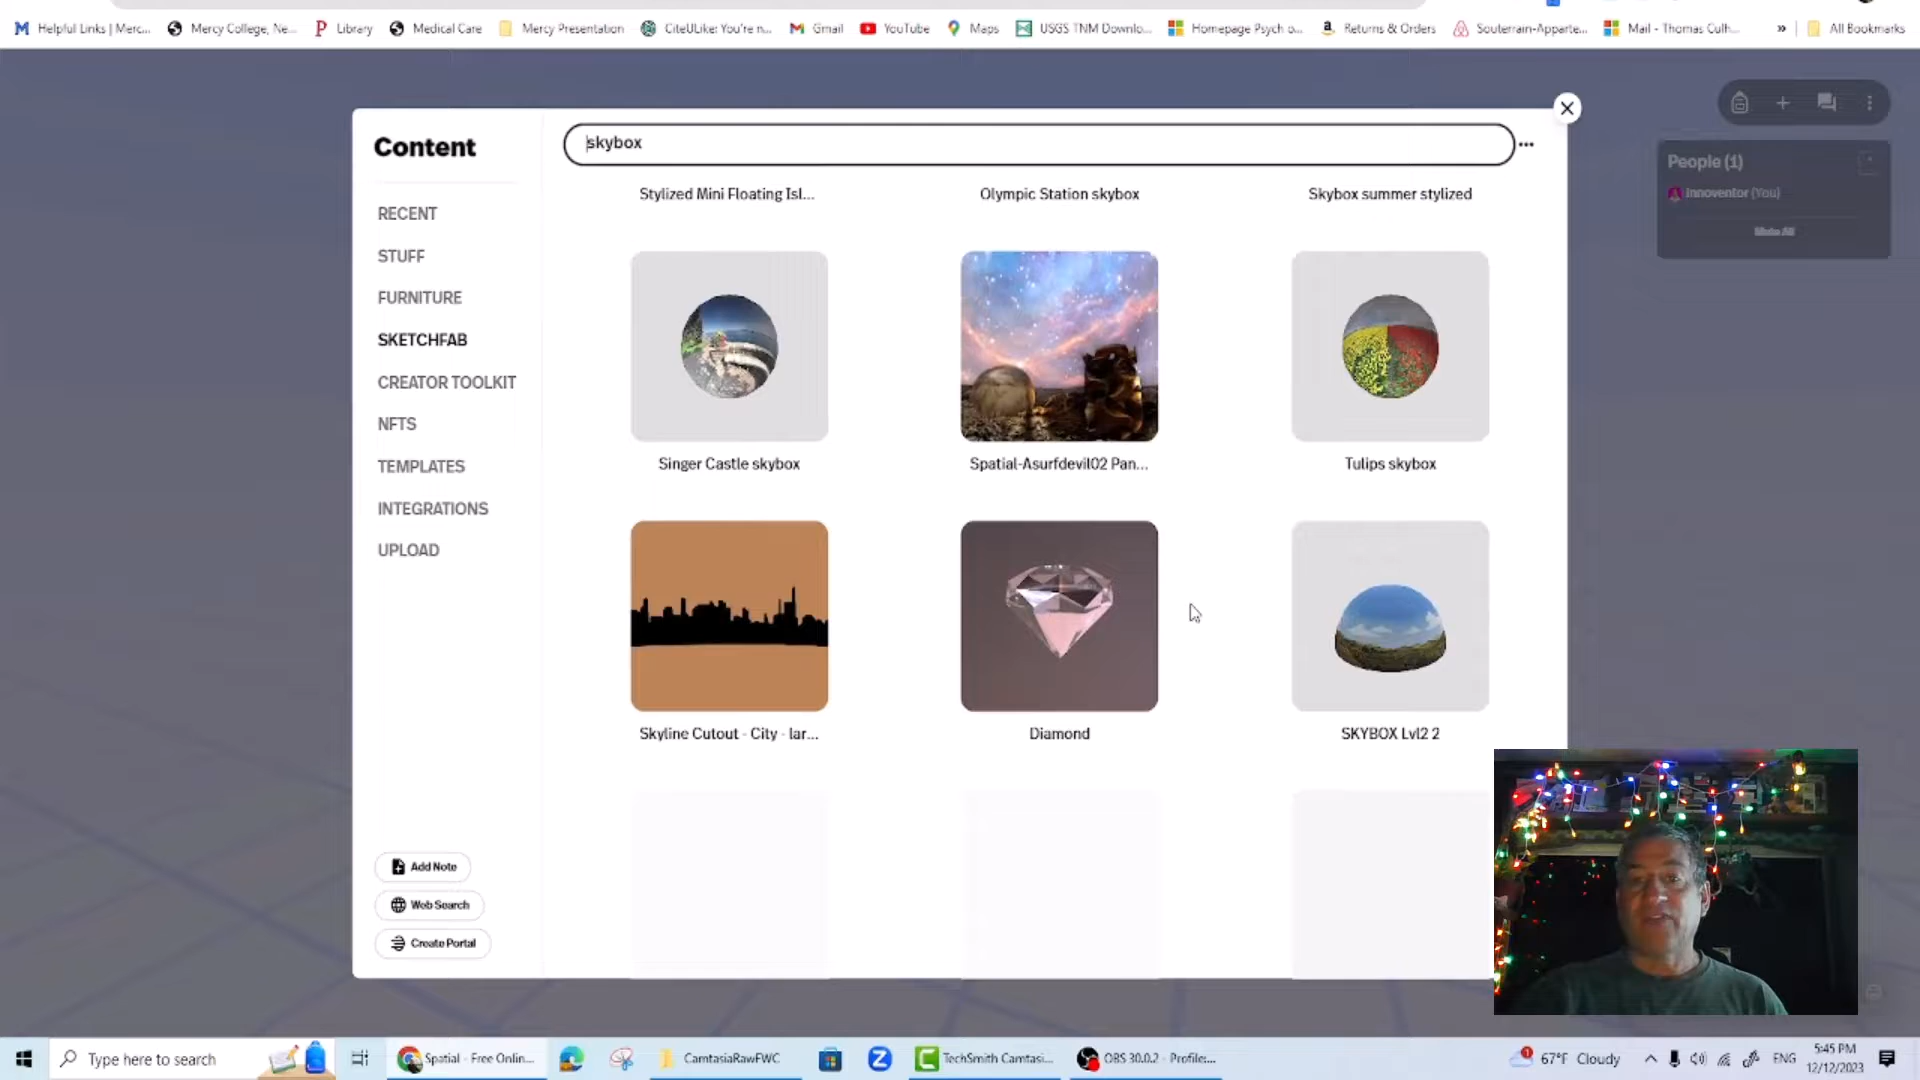 Helpful Links | Merc...
Mercy College, Ne...
Library
Medical Care
Mercy Presentation
CiteULike: You're n...
Gmail
YouTube
Maps
USGS TNM Downlo...
Homepage Psych o...
Returns & Orders
Souterrain-Apparte...
Mail - Thomas Culh...
»
All Bookmarks
Content
skybox
People (1)
Innoventor (You)
Mute All
RECENT
STUFF
FURNITURE
SKETCHFAB
CREATOR TOOLKIT
NFTS
TEMPLATES
INTEGRATIONS
UPLOAD
Add Note
Web Search
Create Portal
Stylized Mini Floating Isl...
Olympic Station skybox
Skybox summer stylized
Singer Castle skybox
Spatial-Asurfdevil02 Pan...
Tulips skybox
Skyline Cutout - City - lar...
Diamond
SKYBOX Lvl2 2
Type here to search
Spatial - Free Onlin...
CamtasiaRawFWC
TechSmith Camtasi...
OBS 30.0.2 - Profile:...
67°F Cloudy
ENG
5:45 PM
12/12/2023